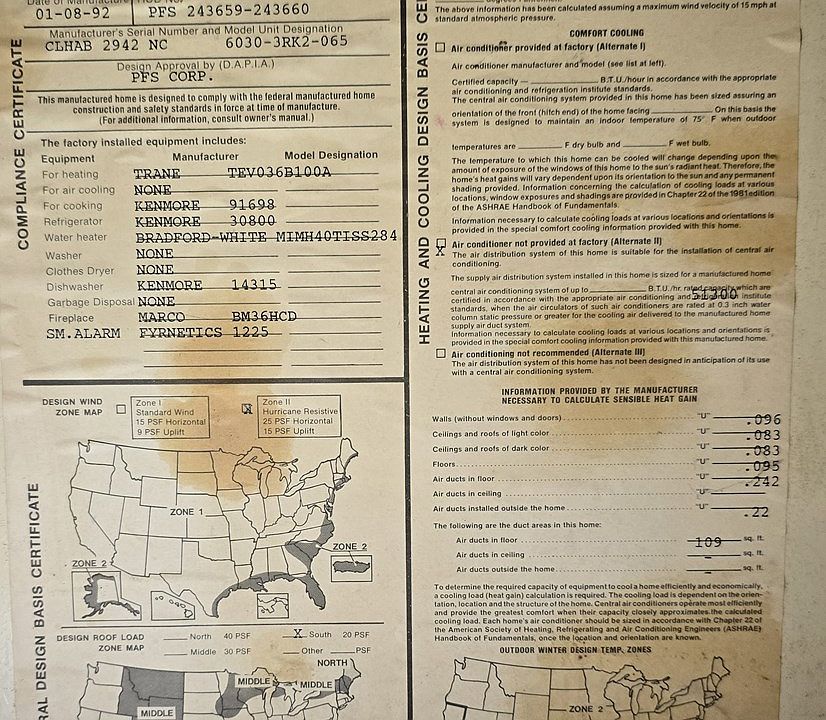 Date of Manufacture HUD No.
01-08-92 PFS 243659-243660
Manufacturer's Serial Number and Model Unit Designation
CLHAB 2942 NC 6030-3RK2-065
Design Approval by (D.A.P.I.A.)
PFS CORP.
This manufactured home is designed to comply with the federal manufactured home
construction and safety standards in force at time of manufacture.
(For additional information, consult owner's manual.)
COMPLIANCE CERTIFICATE
The factory installed equipment includes:
Equipment Manufacturer Model Designation
For heating TRANE TEV036B100A
For air cooling NONE
For cooking KENMORE 91698
Refrigerator KENMORE 30800
Water heater BRADFORD-WHITE MIMH40TISS284
Washer NONE
Clothes Dryer NONE
Dishwasher KENMORE 14315
Garbage Disposal NONE
Fireplace MARCO BM36HCD
SM.ALARM FYRNETICS 1225
DESIGN WIND
ZONE MAP
Zone I
Standard Wind
15 PSF Horizontal
9 PSF Uplift
X Zone II
Hurricane Resistive
25 PSF Horizontal
15 PSF Uplift
ZONE 1
ZONE 2
ZONE 2
RAL DESIGN BASIS CERTIFICATE
DESIGN ROOF LOAD
ZONE MAP
North 40 PSF X South 20 PSF
Middle 30 PSF Other PSF
NORTH
MIDDLE
MIDDLE
MIDDLE
HEATING AND COOLING DESIGN BASIS CE
The above information has been calculated assuming a maximum wind velocity of 15 mph at
standard atmospheric pressure.
COMFORT COOLING
Air conditioner provided at factory (Alternate I)
Air conditioner manufacturer and model (see list at left).
Certified capacity — B.T.U./hour in accordance with the appropriate
air conditioning and refrigeration institute standards.
The central air conditioning system provided in this home has been sized assuring an
orientation of the front (hitch end) of the home facing On this basis the
system is designed to maintain an indoor temperature of 75° F when outdoor
temperatures are F dry bulb and F wet bulb.
The temperature to which this home can be cooled will change depending upon the
amount of exposure of the windows of this home to the sun's radiant heat. Therefore, the
home's heat gains will vary dependent upon its orientation to the sun and any permanent
shading provided. Information concerning the calculation of cooling loads at various
locations, window exposures and shadings are provided in Chapter 22 of the 1981 edition
of the ASHRAE Handbook of Fundamentals.
Information necessary to calculate cooling loads at various locations and orientations is
provided in the special comfort cooling information provided with this home.
X Air conditioner not provided at factory (Alternate II)
The air distribution system of this home is suitable for the installation of central air
conditioning.
The supply air distribution system installed in this home is sized for a manufactured home
central air conditioning system of up to B.T.U./hr. rated capacity which are
51300
certified in accordance with the appropriate air conditioning and institute
standards, when the air circulators of such air conditioners are rated at 0.3 inch water
column static pressure or greater for the cooling air delivered to the manufactured home
supply air duct system.
Information necessary to calculate cooling loads at various locations and orientations is
provided in the special comfort cooling information provided with this manufactured home.
Air conditioning not recommended (Alternate III)
The air distribution system of this home has not been designed in anticipation of its use
with a central air conditioning system.
INFORMATION PROVIDED BY THE MANUFACTURER
NECESSARY TO CALCULATE SENSIBLE HEAT GAIN
Walls (without windows and doors) "U" .096
Ceilings and roofs of light color "U" .083
Ceilings and roofs of dark color "U" .083
Floors "U" .095
Air ducts in floor "U" .242
Air ducts in ceiling "U"
Air ducts installed outside the home "U" .22
The following are the duct areas in this home:
Air ducts in floor 109 sq. ft.
Air ducts in ceiling - sq. ft.
Air ducts outside the home - sq. ft.
To determine the required capacity of equipment to cool a home efficiently and economically,
a cooling load (heat gain) calculation is required. The cooling load is dependent on the orien-
tation, location and the structure of the home. Central air conditioners operate most efficiently
and provide the greatest comfort when their capacity closely approximates the calculated
cooling load. Each home's air conditioner should be sized in accordance with Chapter 22 of
the American Society of Heating, Refrigerating and Air Conditioning Engineers (ASHRAE)
Handbook of Fundamentals, once the location and orientation are known.
OUTDOOR WINTER DESIGN TEMP. ZONES
ZONE 2